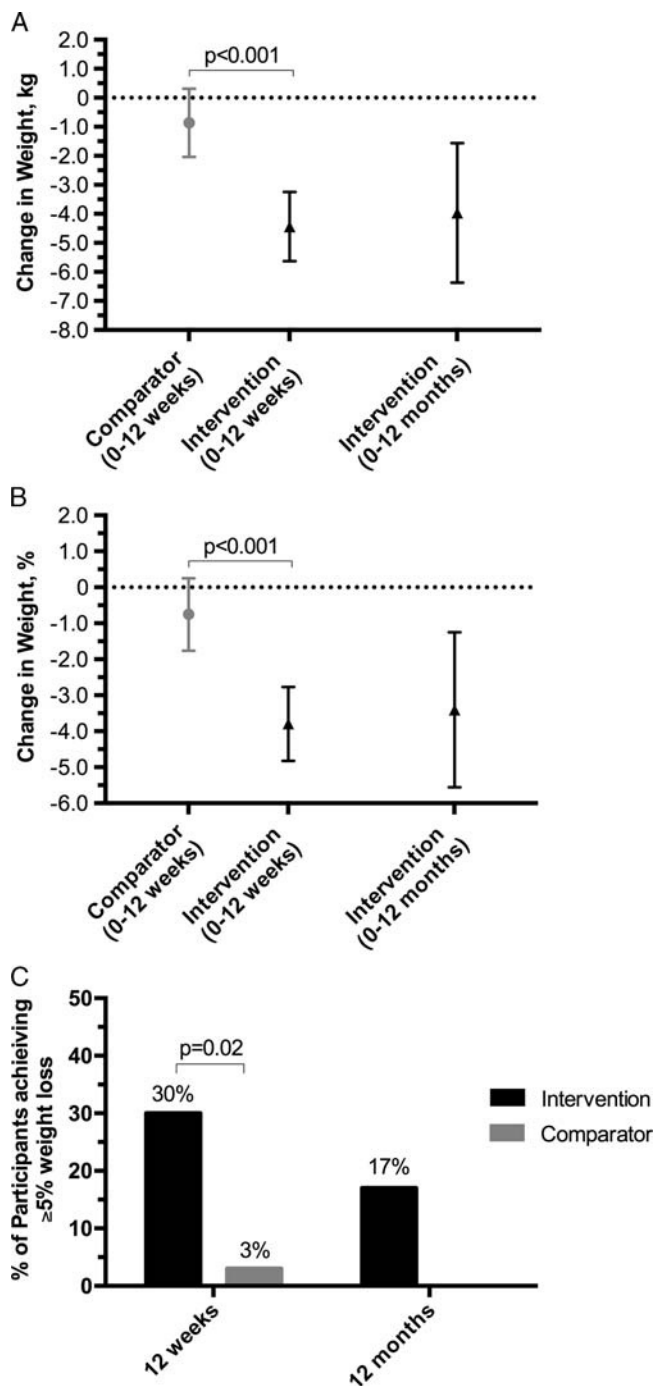 A
2.0
1.0
0
-1.0
-2.0
-3.0
-4.0
-5.0
-6.0
-7.0
-8.0
Change in Weight, kg
p<0.001
Comparator
(0-12 weeks)
Intervention
(0-12 weeks)
Intervention
(0-12 months)
B
2.0
1.0
0
-1.0
-2.0
-3.0
-4.0
-5.0
-6.0
Change in Weight, %
p<0.001
Comparator
(0-12 weeks)
Intervention
(0-12 weeks)
Intervention
(0-12 months)
C
50
40
30
20
10
0
% of Participants achieiving
≥5% weight loss
p=0.02
30%
3%
17%
Intervention
Comparator
12 weeks
12 months